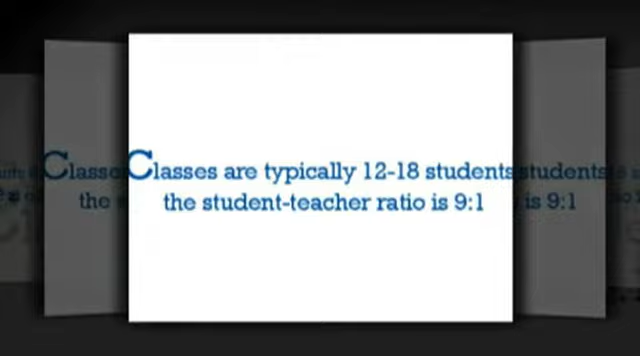 Classes are typically 12-18 students
the student-teacher ratio is 9:1